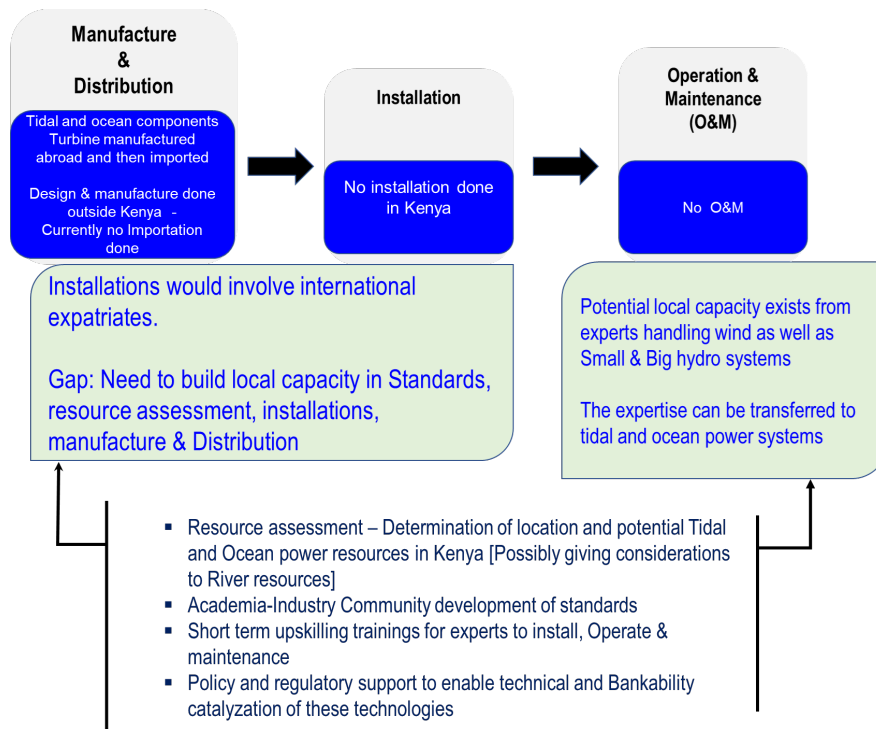 Manufacture
&
Distribution
Tidal and ocean components
Turbine manufactured
abroad and then imported
Design & manufacture done
outside Kenya -
Currently no Importation
done
Installation
No installation done
in Kenya
Operation &
Maintenance
(O&M)
No O&M
Installations would involve international
expatriates.
Gap: Need to build local capacity in Standards,
resource assessment, installations,
manufacture & Distribution
Potential local capacity exists from
experts handling wind as well as
Small & Big hydro systems
The expertise can be transferred to
tidal and ocean power systems
▪ Resource assessment – Determination of location and potential Tidal
and Ocean power resources in Kenya [Possibly giving considerations
to River resources]
▪ Academia-Industry Community development of standards
▪ Short term upskilling trainings for experts to install, Operate &
maintenance
▪ Policy and regulatory support to enable technical and Bankability
catalyzation of these technologies